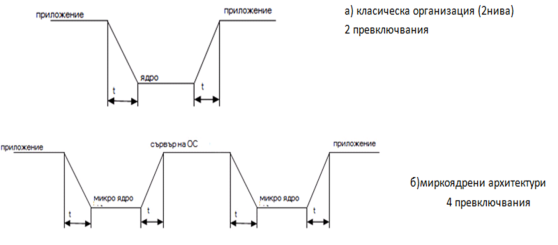 приложение
приложение
ядро
t
t
а) класическа организация (2нива)
2 превключвания
приложение
сървър на ОС
приложение
микро ядро
микро ядро
t
t
t
t
б)миркоядрени архитектури
4 превключвания